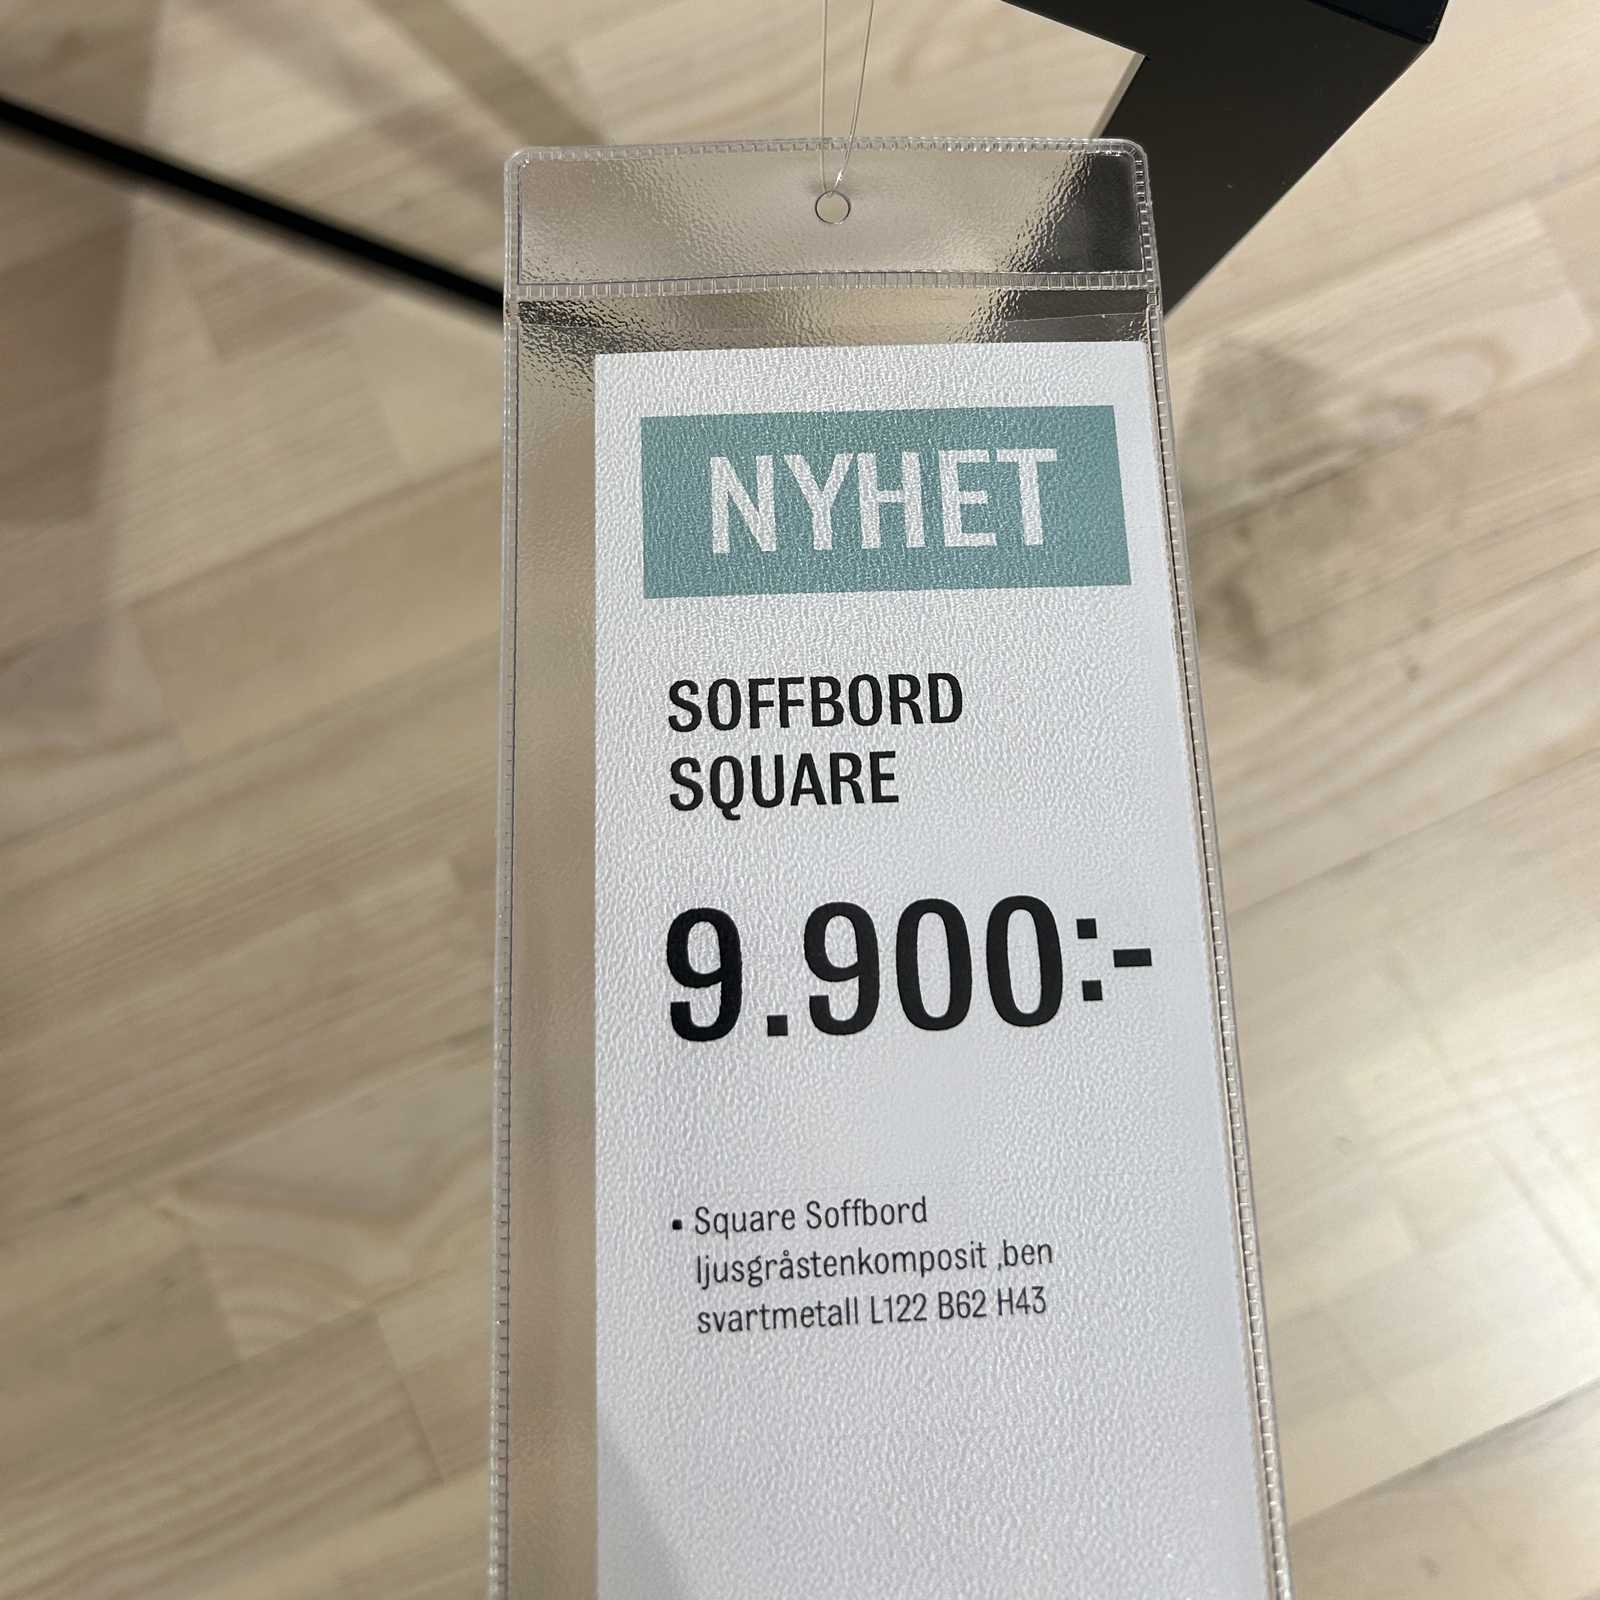 NYHET
SOFFBORD
SQUARE
9.900:-
▪ Square Soffbord
ljusgråstenkomposit ,ben
svartmetall L122 B62 H43